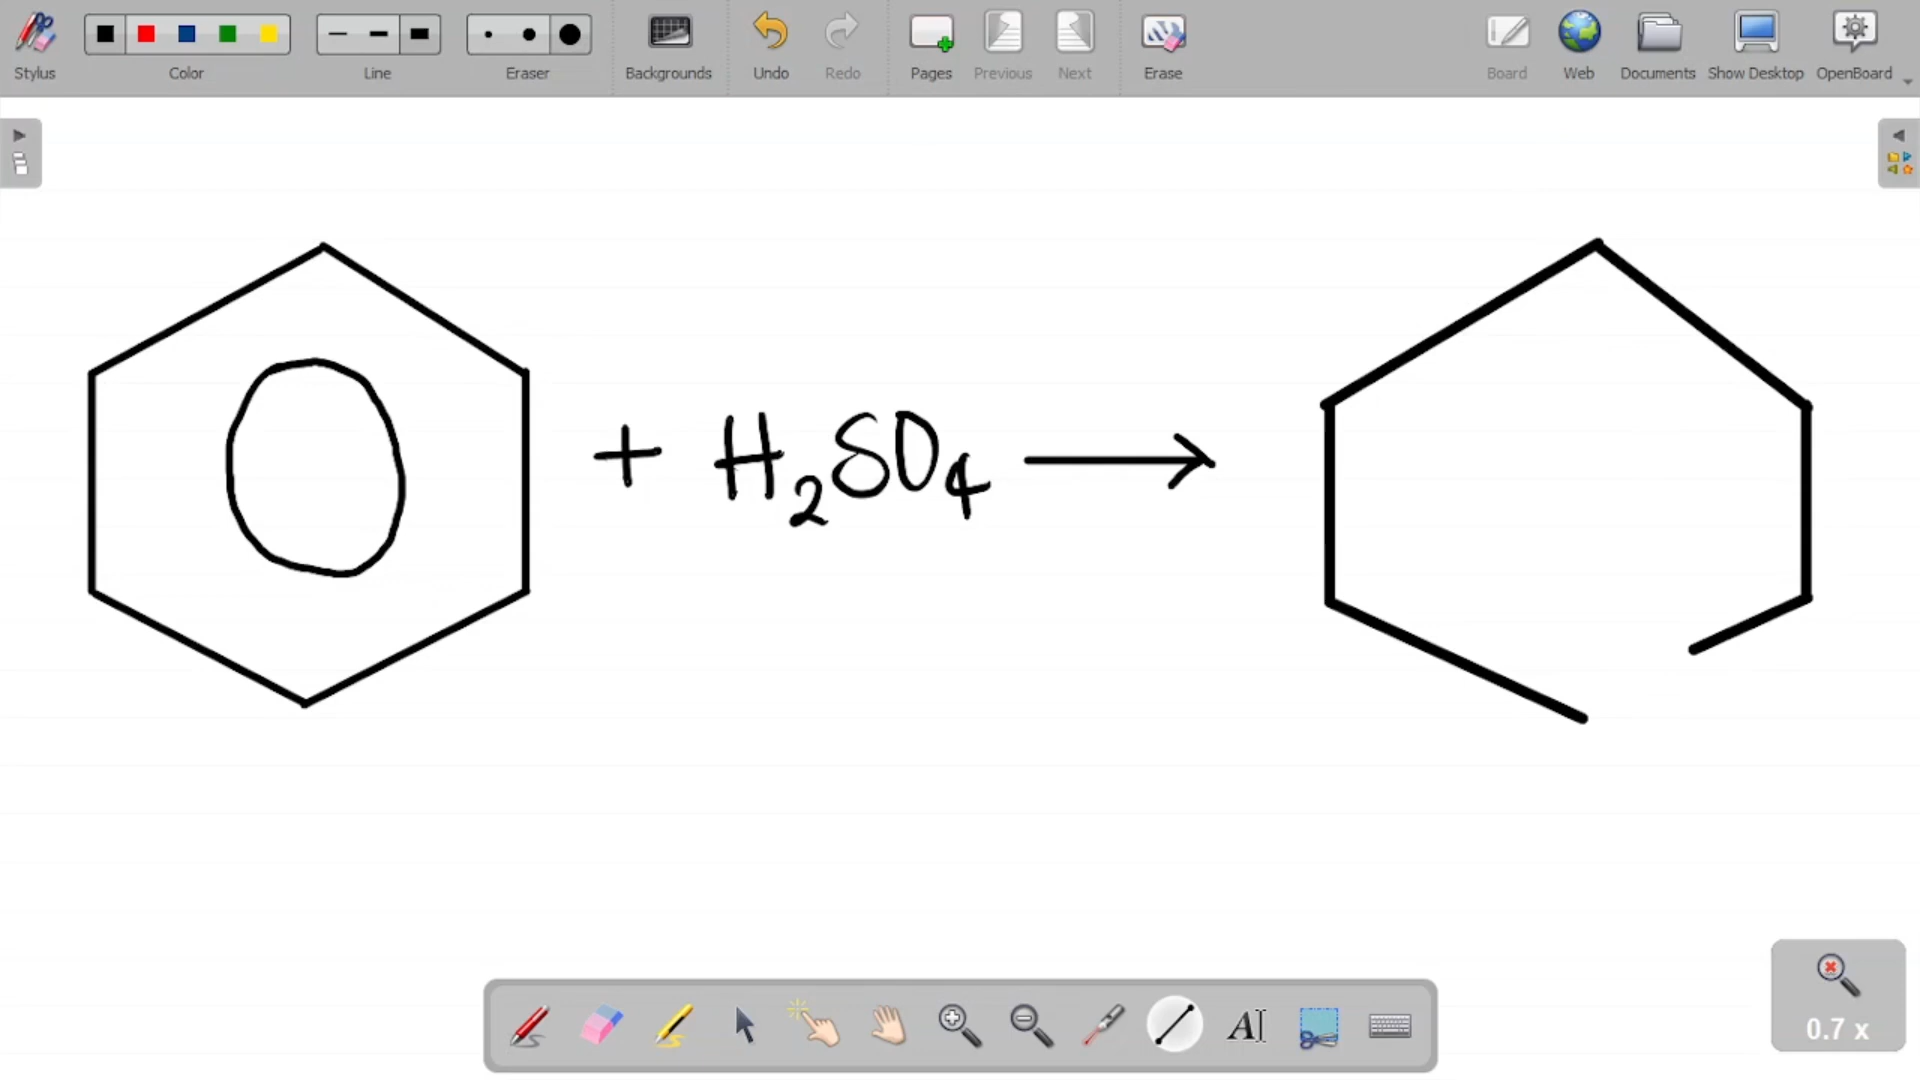 Stylus Color Line Eraser Backgrounds Undo Redo Pages Previous Next Erase Board Web Documents Show Desktop OpenBoard
+ H₂SO₄ →
0.7 x